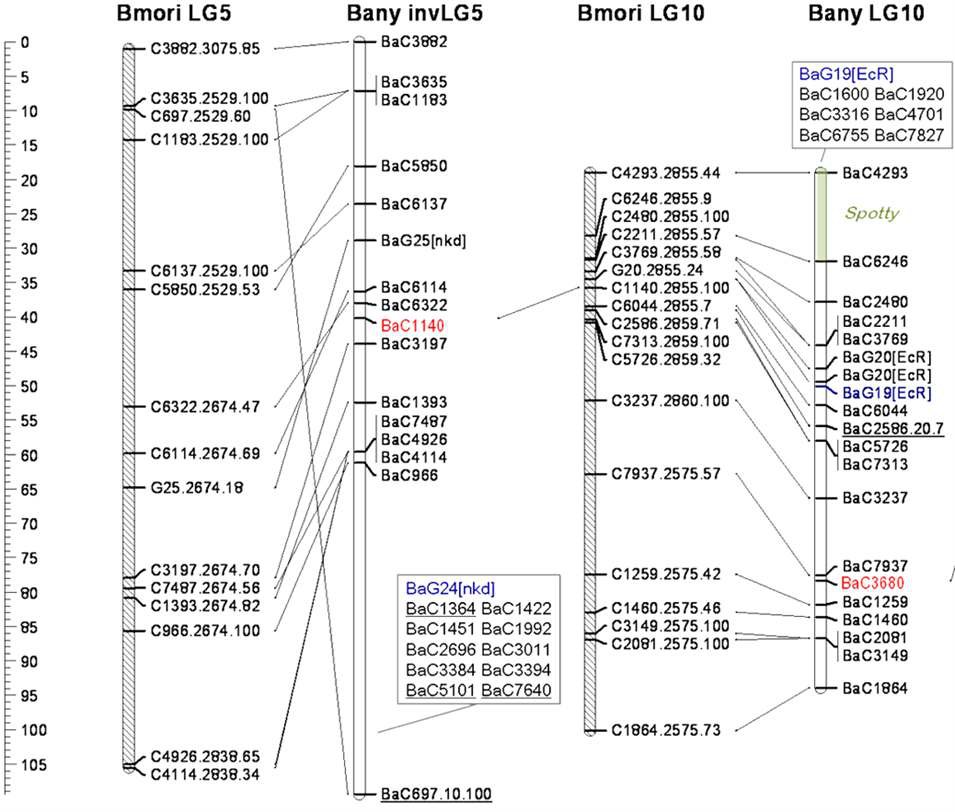 Bmori LG5
Bany invLG5
Bmori LG10
Bany LG10
0
5
10
15
20
25
30
35
40
45
50
55
60
65
70
75
80
85
90
95
100
105
C3882.3075.85
C3635.2529.100
C697.2529.60
C1183.2529.100
C6137.2529.100
C5850.2529.53
C6322.2674.47
C6114.2674.69
G25.2674.18
C3197.2674.70
C7487.2674.56
C1393.2674.82
C966.2674.100
C4926.2838.65
C4114.2838.34
BaC3882
BaC3635
BaC1183
BaC5850
BaC6137
BaG25[nkd]
BaC6114
BaC6322
BaC1140
BaC3197
BaC1393
BaC7487
BaC4926
BaC4114
BaC966
BaG24[nkd]
BaC1364 BaC1422
BaC1451 BaC1992
BaC2696 BaC3011
BaC3384 BaC3394
BaC5101 BaC7640
BaC697.10.100
C4293.2855.44
C6246.2855.9
C2480.2855.100
C2211.2855.57
C3769.2855.58
G20.2855.24
C1140.2855.100
C6044.2855.7
C2586.2859.71
C7313.2859.100
C5726.2859.32
C3237.2860.100
C7937.2575.57
C1259.2575.42
C1460.2575.46
C3149.2575.100
C2081.2575.100
C1864.2575.73
BaG19[EcR]
BaC1600 BaC1920
BaC3316 BaC4701
BaC6755 BaC7827
BaC4293
Spotty
BaC6246
BaC2480
BaC2211
BaC3769
BaG20[EcR]
BaG20[EcR]
BaG19[EcR]
BaC6044
BaC2586.20.7
BaC5726
BaC7313
BaC3237
BaC7937
BaC3680
BaC1259
BaC1460
BaC2081
BaC3149
BaC1864